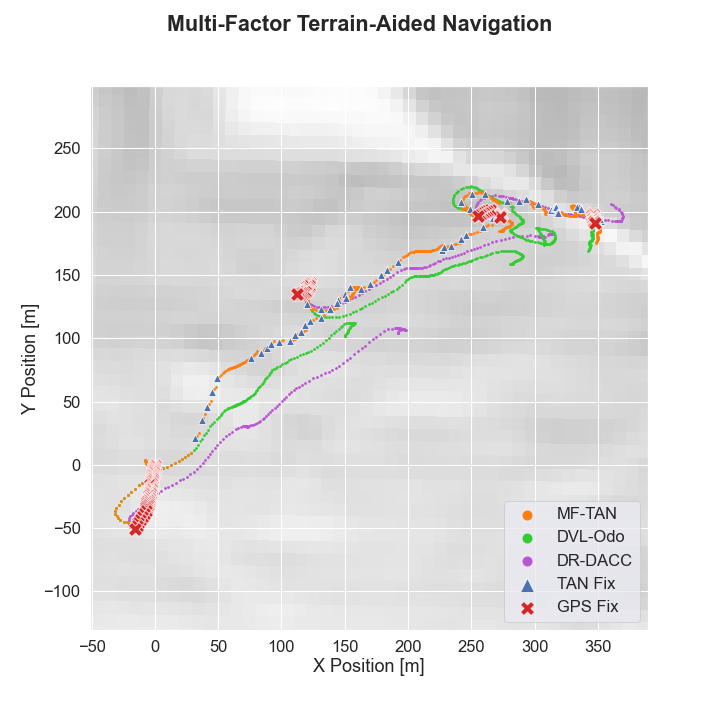 Multi-Factor Terrain-Aided Navigation
Y Position [m]
250
200
150
100
50
0
−50
−100
−50 0 50 100 150 200 250 300 350
X Position [m]
MF-TAN
DVL-Odo
DR-DACC
TAN Fix
GPS Fix